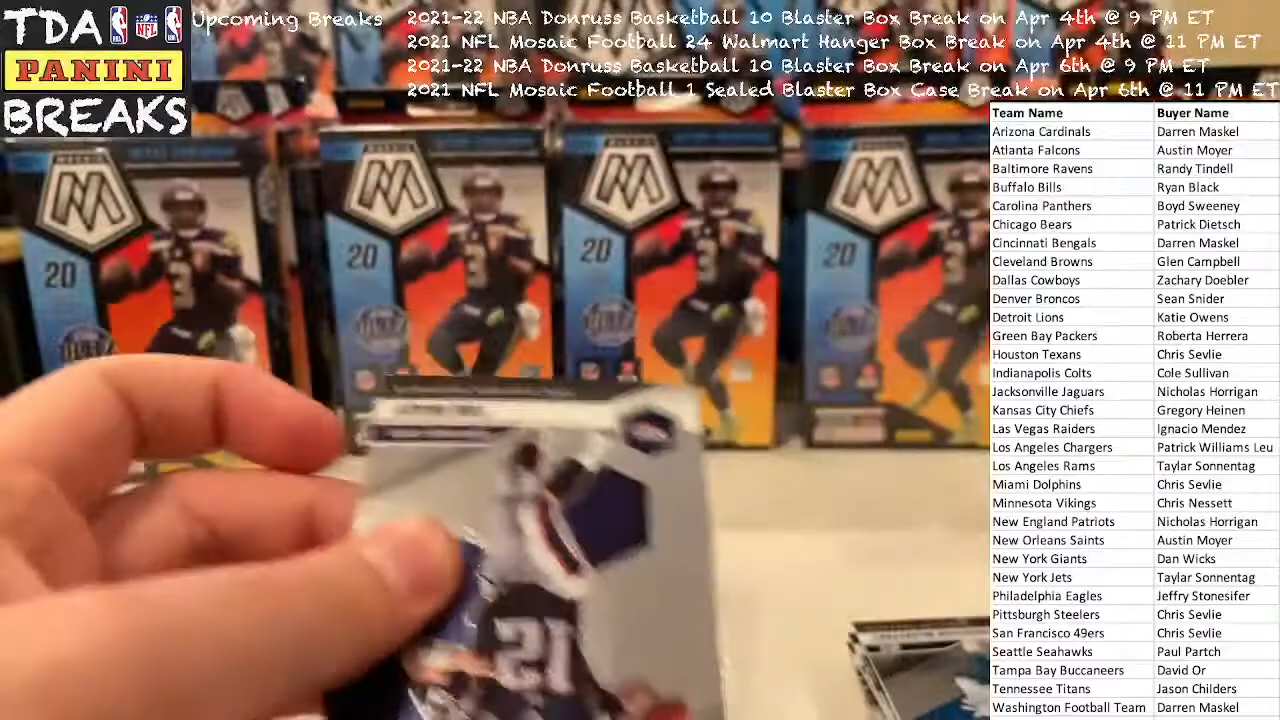 TDA
PANINI
BREAKS
Upcoming Breaks
2021-22 NBA Donruss Basketball 10 Blaster Box Break on Apr 4th @ 9 PM ET
2021 NFL Mosaic Football 24 Walmart Hanger Box Break on Apr 4th @ 11 PM ET
2021-22 NBA Donruss Basketball 10 Blaster Box Break on Apr 6th @ 9 PM ET
2021 NFL Mosaic Football 1 Sealed Blaster Box Case Break on Apr 6th @ 11 PM ET
Team Name Buyer Name
Arizona Cardinals Darren Maskel
Atlanta Falcons Austin Moyer
Baltimore Ravens Randy Tindell
Buffalo Bills Ryan Black
Carolina Panthers Boyd Sweeney
Chicago Bears Patrick Dietsch
Cincinnati Bengals Darren Maskel
Cleveland Browns Glen Campbell
Dallas Cowboys Zachary Doebler
Denver Broncos Sean Snider
Detroit Lions Katie Owens
Green Bay Packers Roberta Herrera
Houston Texans Chris Sevlie
Indianapolis Colts Cole Sullivan
Jacksonville Jaguars Nicholas Horrigan
Kansas City Chiefs Gregory Heinen
Las Vegas Raiders Ignacio Mendez
Los Angeles Chargers Patrick Williams Leu
Los Angeles Rams Taylar Sonnentag
Miami Dolphins Chris Sevlie
Minnesota Vikings Chris Nessett
New England Patriots Nicholas Horrigan
New Orleans Saints Austin Moyer
New York Giants Dan Wicks
New York Jets Taylar Sonnentag
Philadelphia Eagles Jeffry Stonesifer
Pittsburgh Steelers Chris Sevlie
San Francisco 49ers Chris Sevlie
Seattle Seahawks Paul Partch
Tampa Bay Buccaneers David Or
Tennessee Titans Jason Childers
Washington Football Team Darren Maskel
20
20
20
20
3
3
3
21